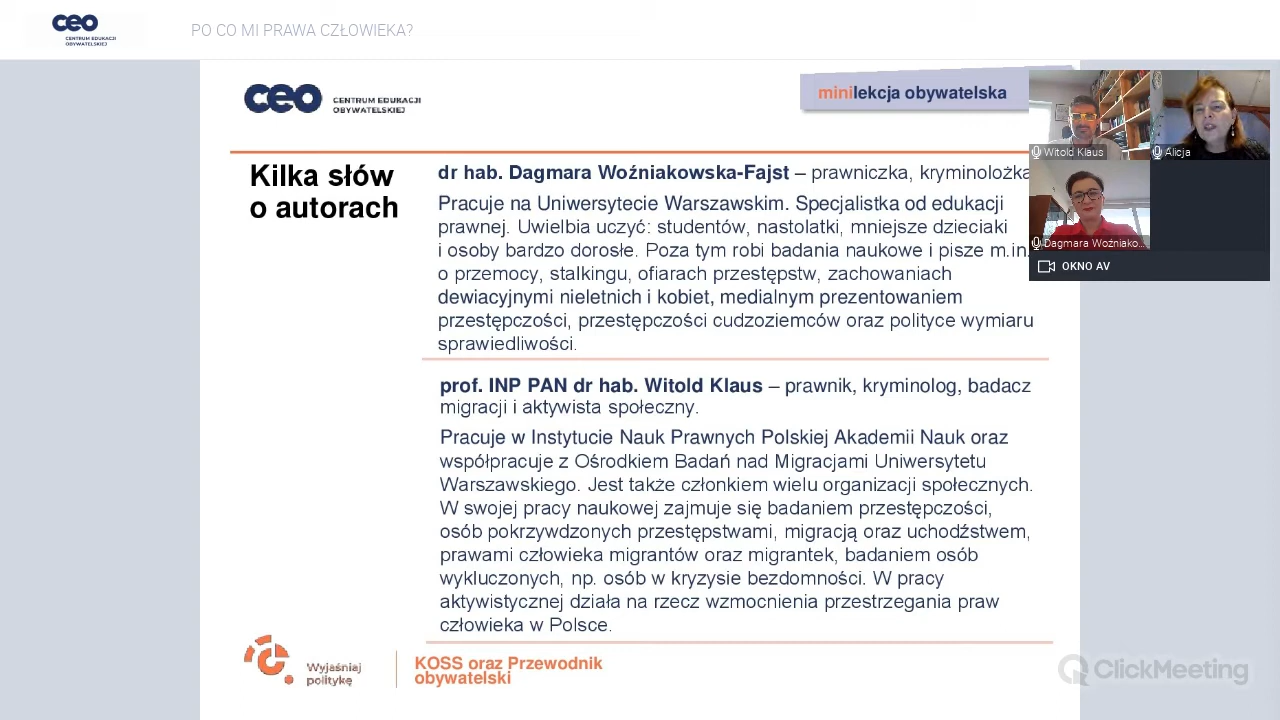 ceo
CENTRUM EDUKACJI
OBYWATELSKIEJ
PO CO MI PRAWA CZŁOWIEKA?
ceo
CENTRUM EDUKACJI
OBYWATELSKIEJ
minilekcja obywatelska
Kilka słów
o autorach
dr hab. Dagmara Woźniakowska-Fajst – prawniczka, kryminolożka
Pracuje na Uniwersytecie Warszawskim. Specjalistka od edukacji
prawnej. Uwielbia uczyć: studentów, nastolatki, mniejsze dzieciaki
i osoby bardzo dorosłe. Poza tym robi badania naukowe i pisze m.in.
o przemocy, stalkingu, ofiarach przestępstw, zachowaniach
dewiacyjnymi nieletnich i kobiet, medialnym prezentowaniem
przestępczości, przestępczości cudzoziemców oraz polityce wymiaru
sprawiedliwości.
prof. INP PAN dr hab. Witold Klaus – prawnik, kryminolog, badacz
migracji i aktywista społeczny.
Pracuje w Instytucie Nauk Prawnych Polskiej Akademii Nauk oraz
współpracuje z Ośrodkiem Badań nad Migracjami Uniwersytetu
Warszawskiego. Jest także członkiem wielu organizacji społecznych.
W swojej pracy naukowej zajmuje się badaniem przestępczości,
osób pokrzywdzonych przestępstwami, migracją oraz uchodźstwem,
prawami człowieka migrantów oraz migrantek, badaniem osób
wykluczonych, np. osób w kryzysie bezdomności. W pracy
aktywistycznej działa na rzecz wzmocnienia przestrzegania praw
człowieka w Polsce.
Witold Klaus
Alicja
Dagmara Woźniako...
OKNO AV
Wyjaśniaj
politykę
KOSS oraz Przewodnik
obywatelski
ClickMeeting